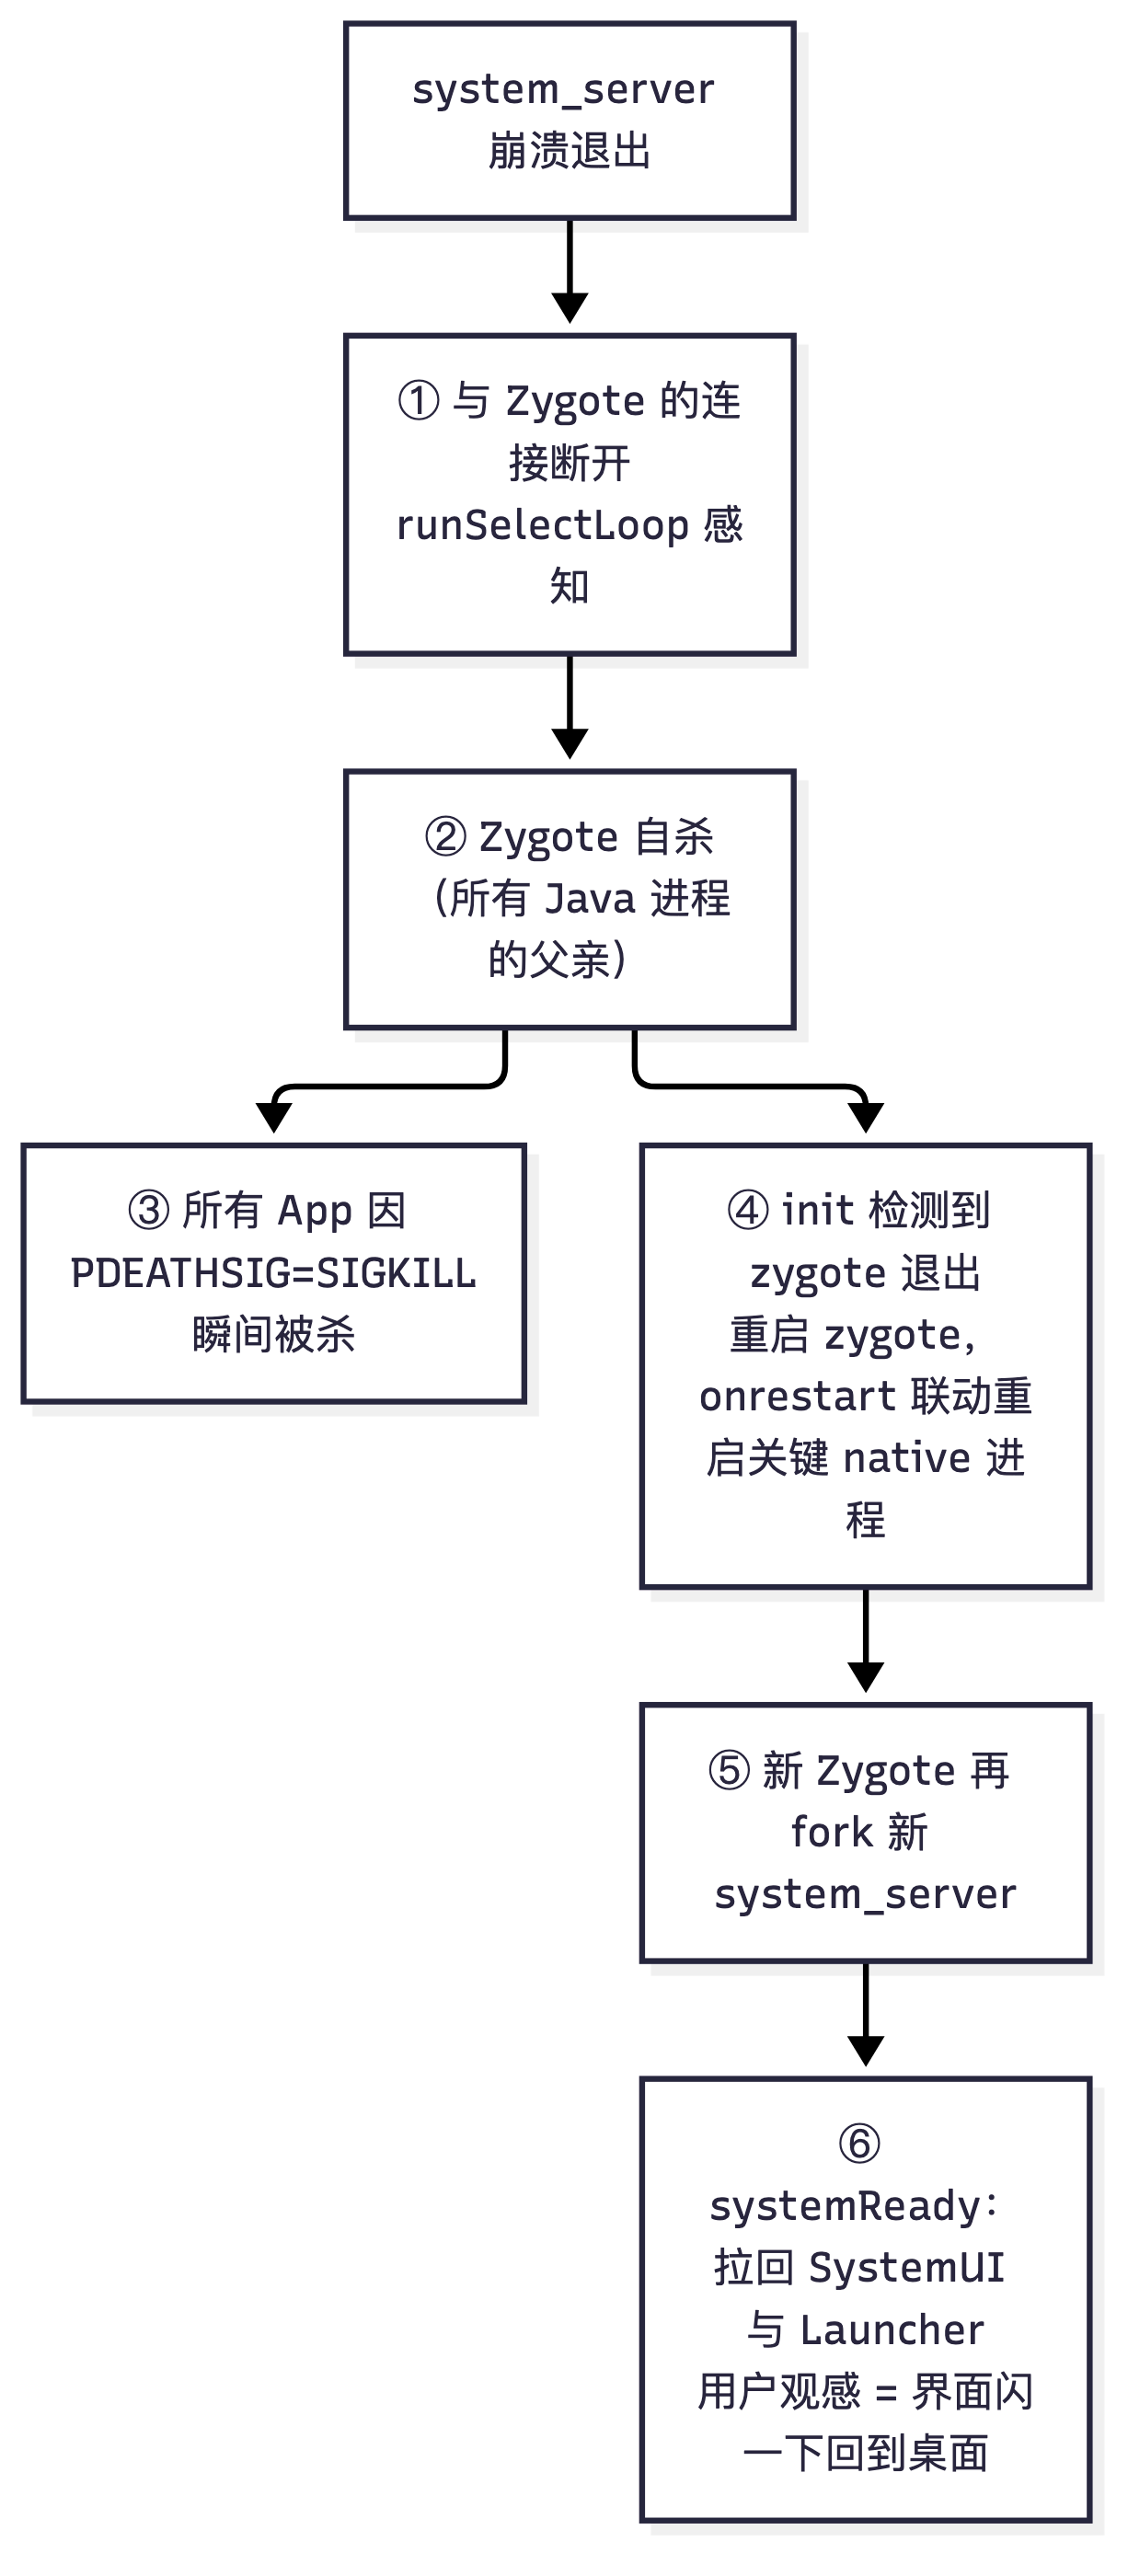 system_server
崩溃退出
① 与 Zygote 的连
接断开
runSelectLoop 感
知
② Zygote 自杀
（所有 Java 进程
的父亲）
③ 所有 App 因
PDEATHSIG=SIGKILL
瞬间被杀
④ init 检测到
zygote 退出
重启 zygote，
onrestart 联动重
启关键 native 进
程
⑤ 新 Zygote 再
fork 新
system_server
⑥
systemReady：
拉回 SystemUI
与 Launcher
用户观感 = 界面闪
一下回到桌面